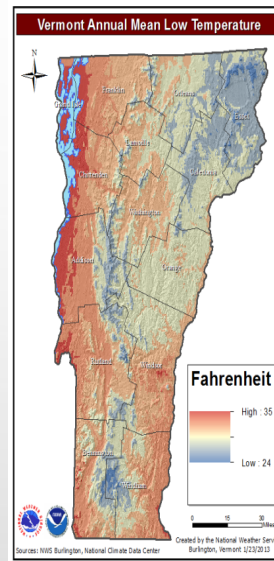 Vermont Annual Mean Low Temperature
N
Franklin
Orleans
Essex
Lamoille
Caledonia
Chittenden
Washington
Addison
Orange
Rutland
Windsor
Bennington
Windham
Fahrenheit
High : 35
Low : 24
0 15 30
Miles
Sources: NWS Burlington, National Climate Data Center
Created by the National Weather Serv
Burlington, Vermont 1/23/2013